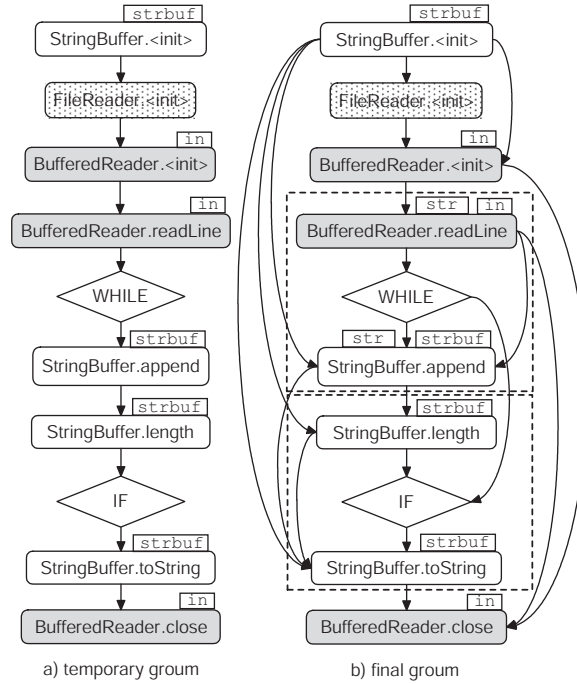 strbuf
StringBuffer.<init>
FileReader.<init>
in
BufferedReader.<init>
in
BufferedReader.readLine
WHILE
strbuf
StringBuffer.append
strbuf
StringBuffer.length
IF
strbuf
StringBuffer.toString
in
BufferedReader.close
a) temporary groum
strbuf
StringBuffer.<init>
FileReader.<init>
in
BufferedReader.<init>
str in
BufferedReader.readLine
WHILE
str strbuf
StringBuffer.append
strbuf
StringBuffer.length
IF
strbuf
StringBuffer.toString
in
BufferedReader.close
b) final groum